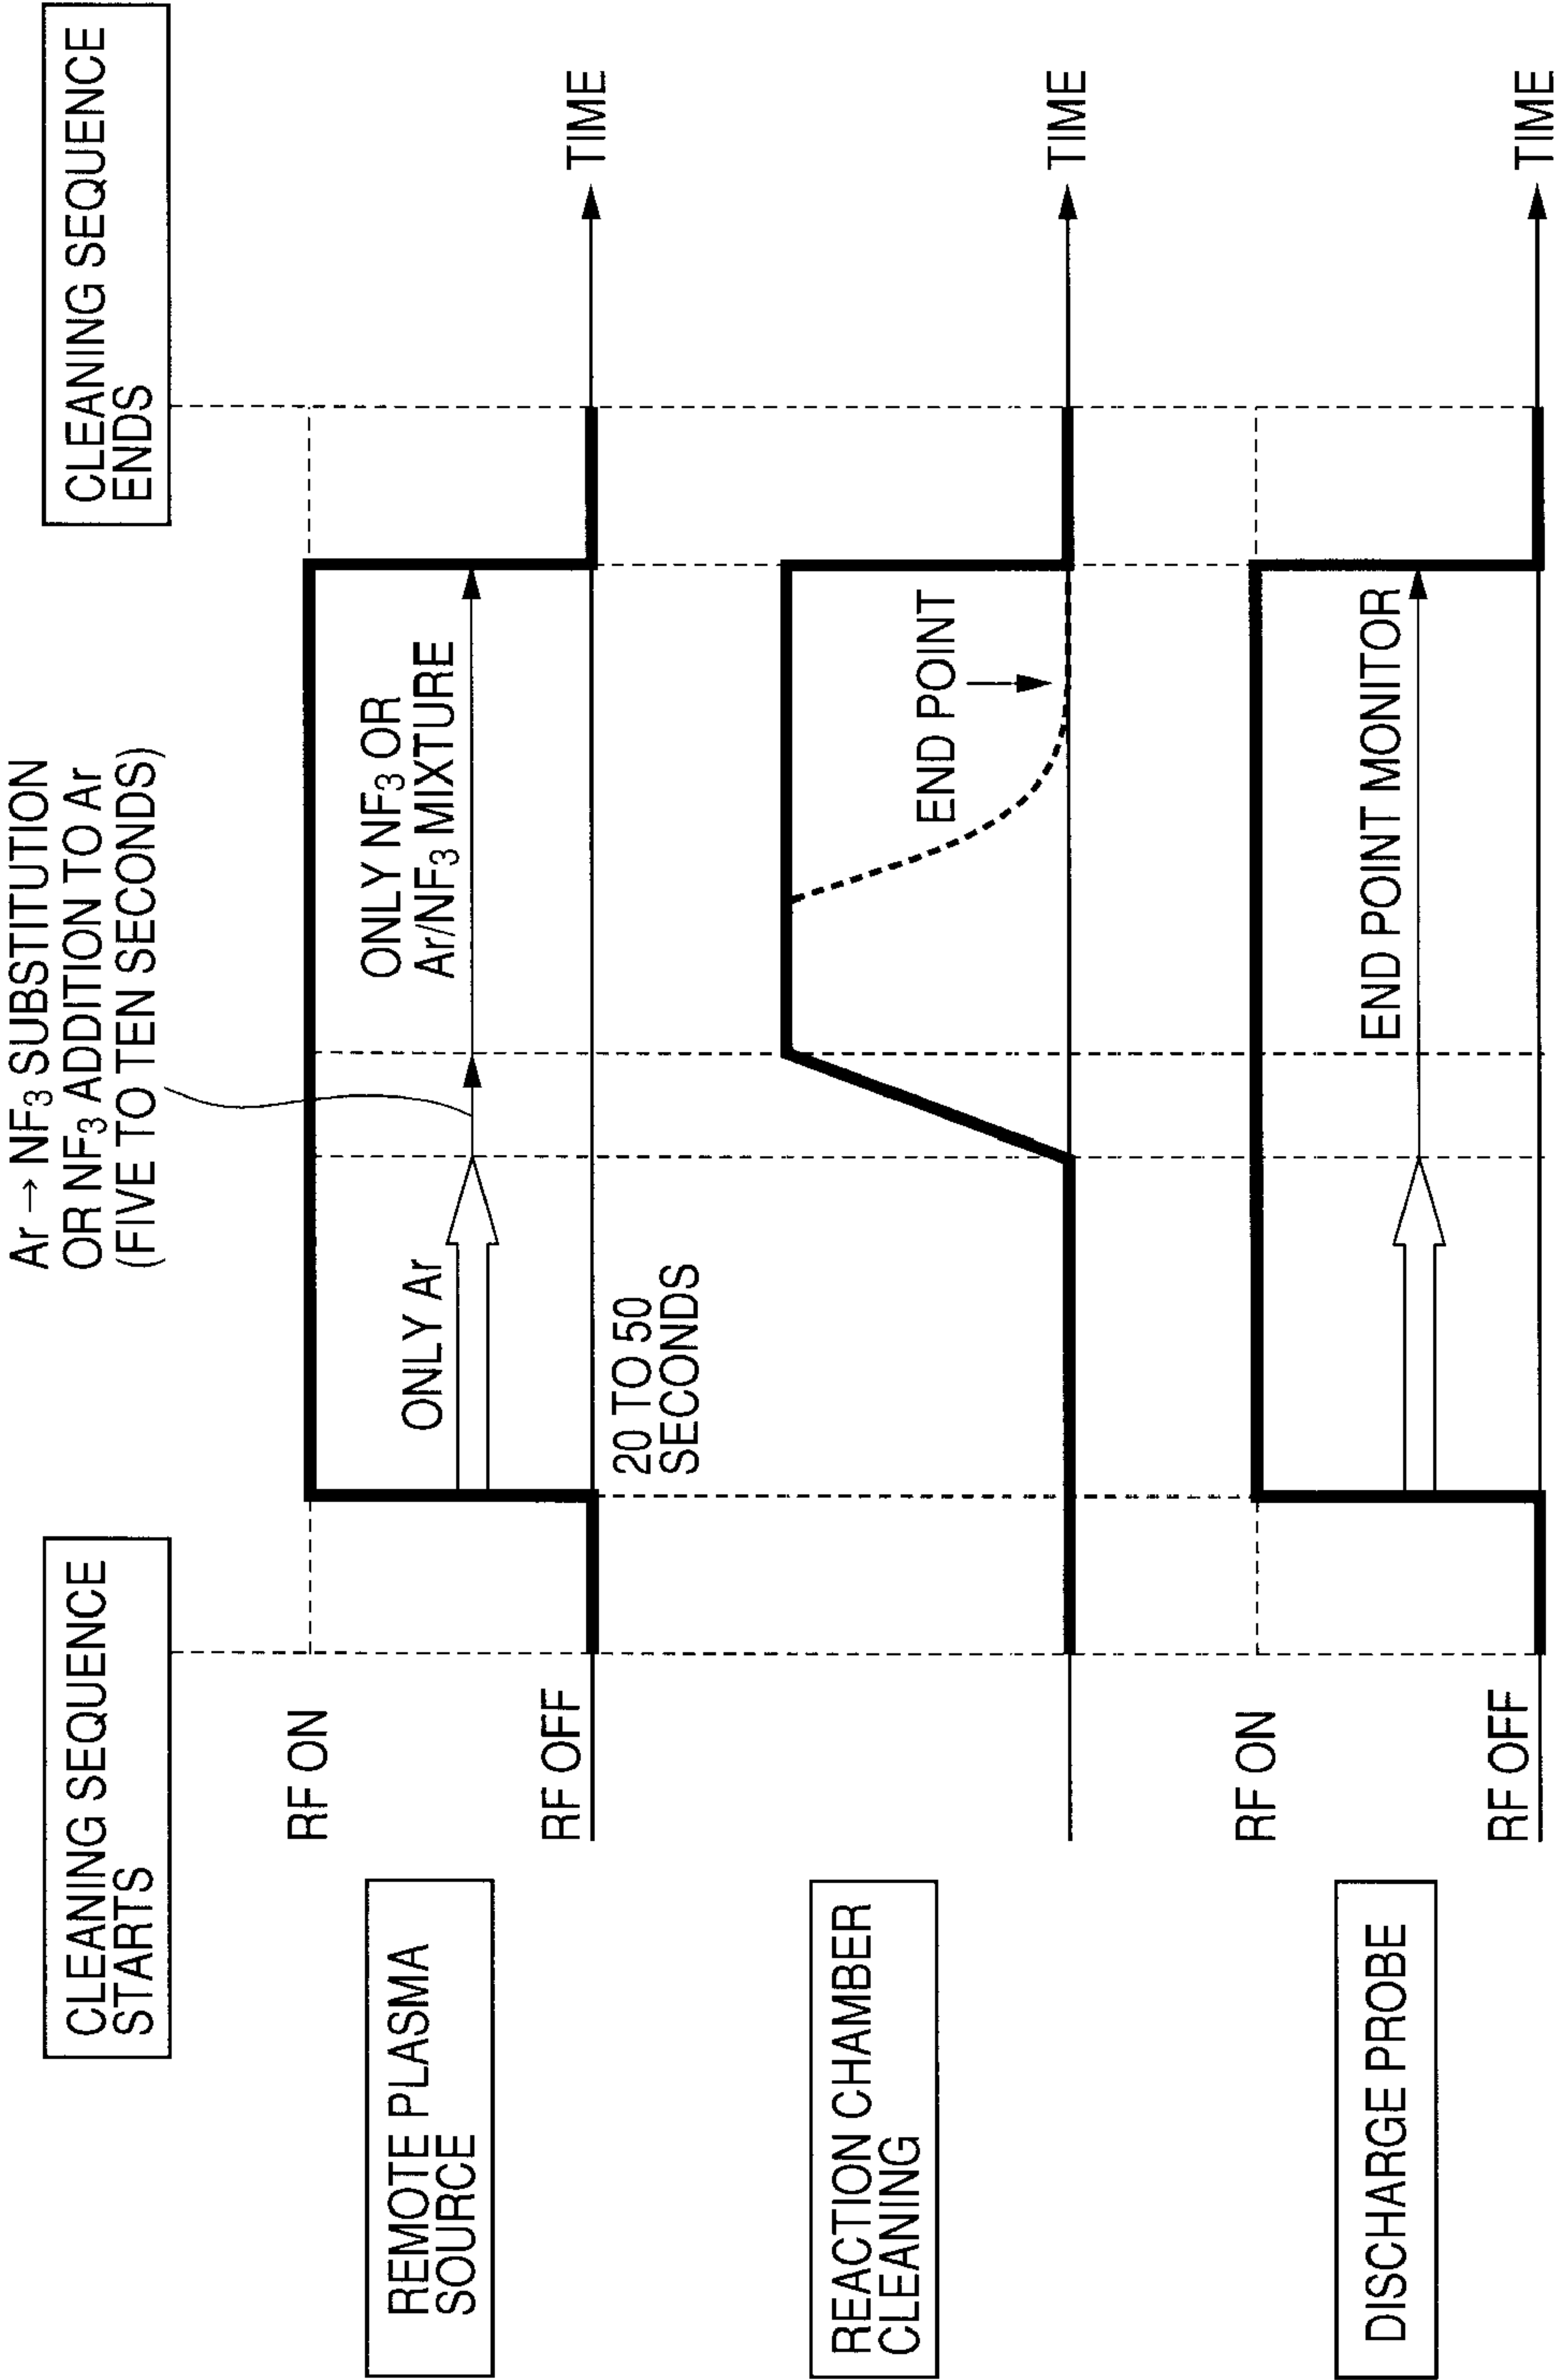 CLEANING SEQUENCE
STARTS
Ar → NF₃ SUBSTITUTION
OR NF₃ ADDITION TO Ar
(FIVE TO TEN SECONDS)
CLEANING SEQUENCE
ENDS
REMOTE PLASMA
SOURCE
RF ON
RF OFF
ONLY Ar
ONLY NF₃ OR
Ar/NF₃ MIXTURE
TIME
20 TO 50
SECONDS
REACTION CHAMBER
CLEANING
END POINT
TIME
DISCHARGE PROBE
RF ON
RF OFF
END POINT MONITOR
TIME